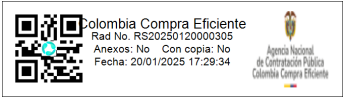 Colombia Compra Eficiente
Rad No. RS20250120000305
Anexos: No Con copia: No
Fecha: 20/01/2025 17:29:34
Agencia Nacional
de Contratación Pública
Colombia Compra Eficiente